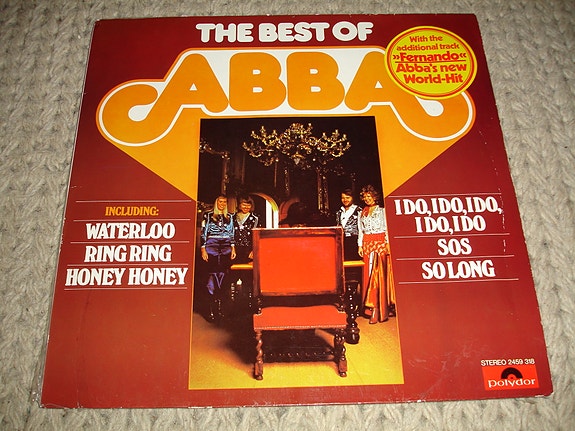 THE BEST OF
ABBA
With the
additional track
»Fernando«
Abba's new
World-Hit
INCLUDING:
WATERLOO
RING RING
HONEY HONEY
I DO, I DO, I DO,
I DO, I DO
SOS
SO LONG
STEREO 2459 318
Polydor